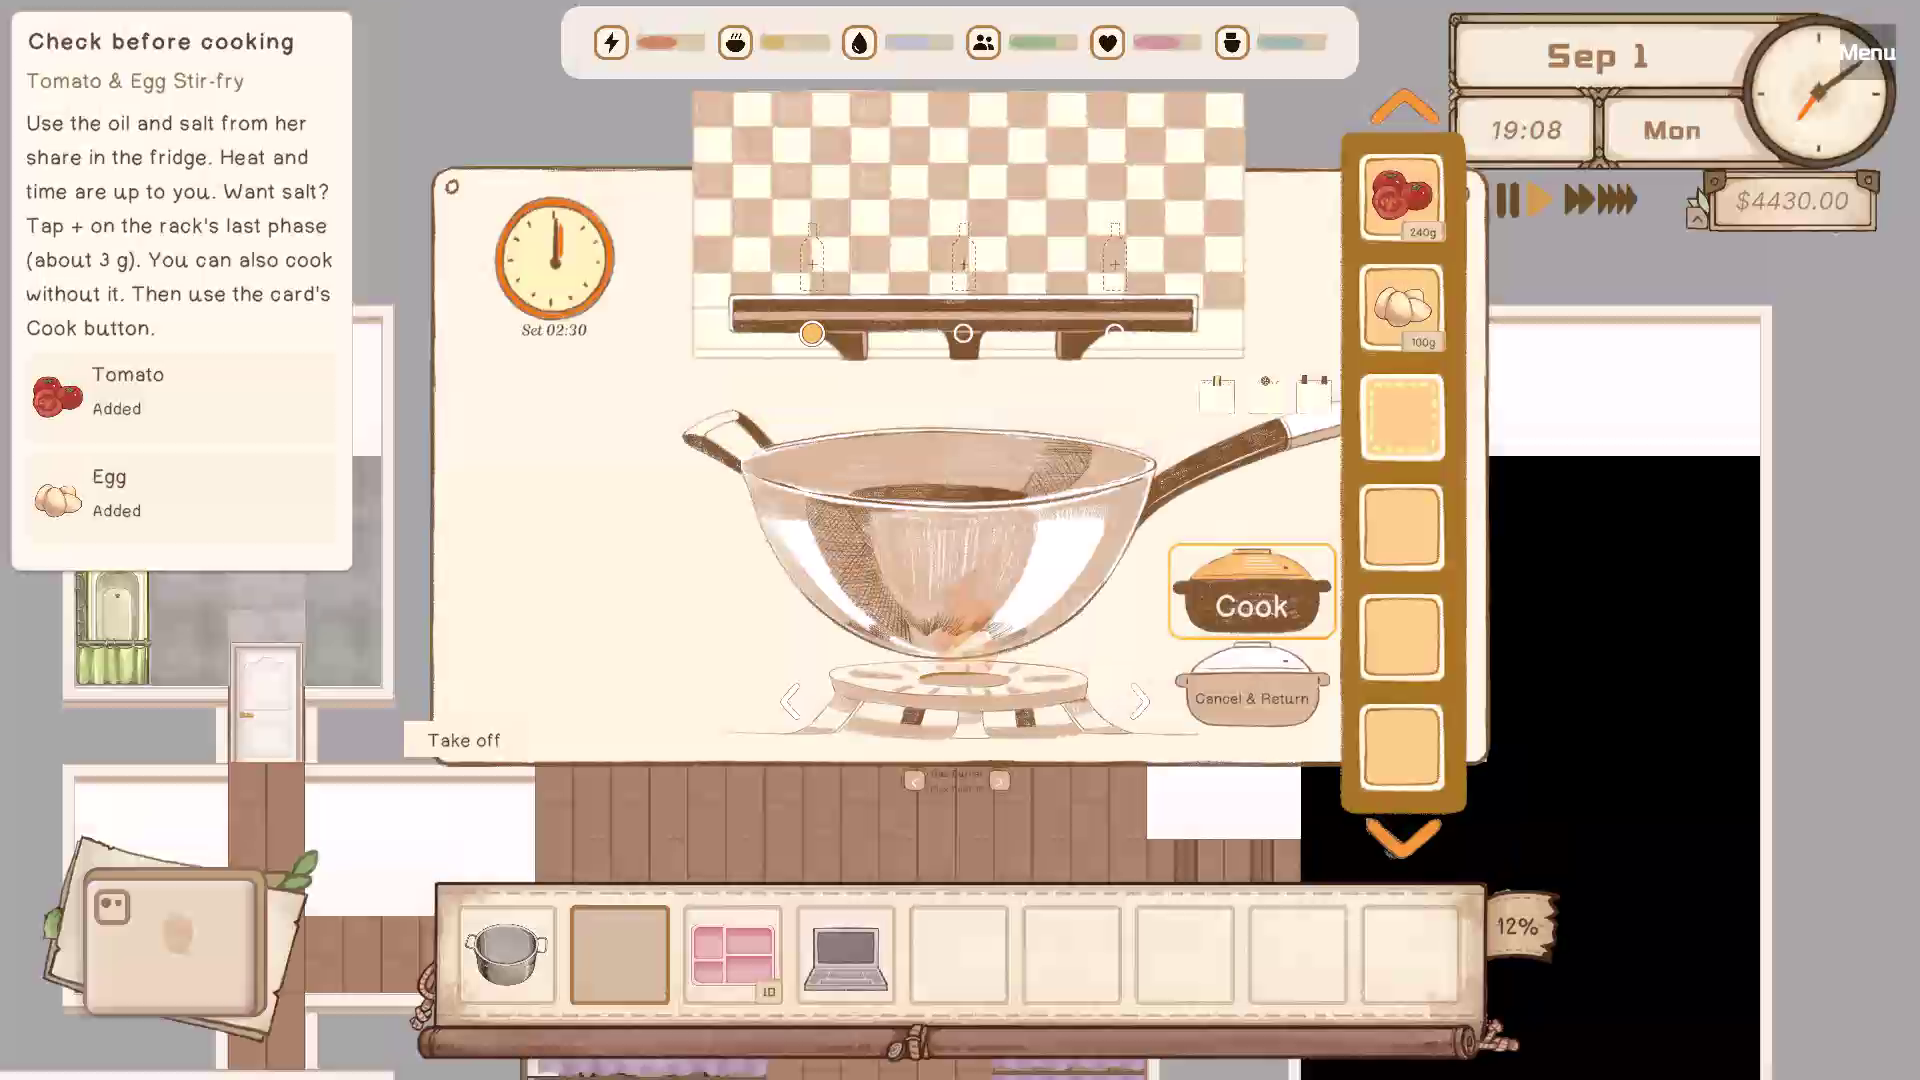 Check before cooking
Tomato & Egg Stir-fry
Use the oil and salt from her
share in the fridge. Heat and
time are up to you. Want salt?
Tap + on the rack's last phase
(about 3 g). You can also cook
without it. Then use the card's
Cook button.
Tomato
Added
Egg
Added
Set 02:30
Take off
Cook
Cancel & Return
240g
100g
Sep 1
19:08
Mon
Menu
$4430.00
10
12%